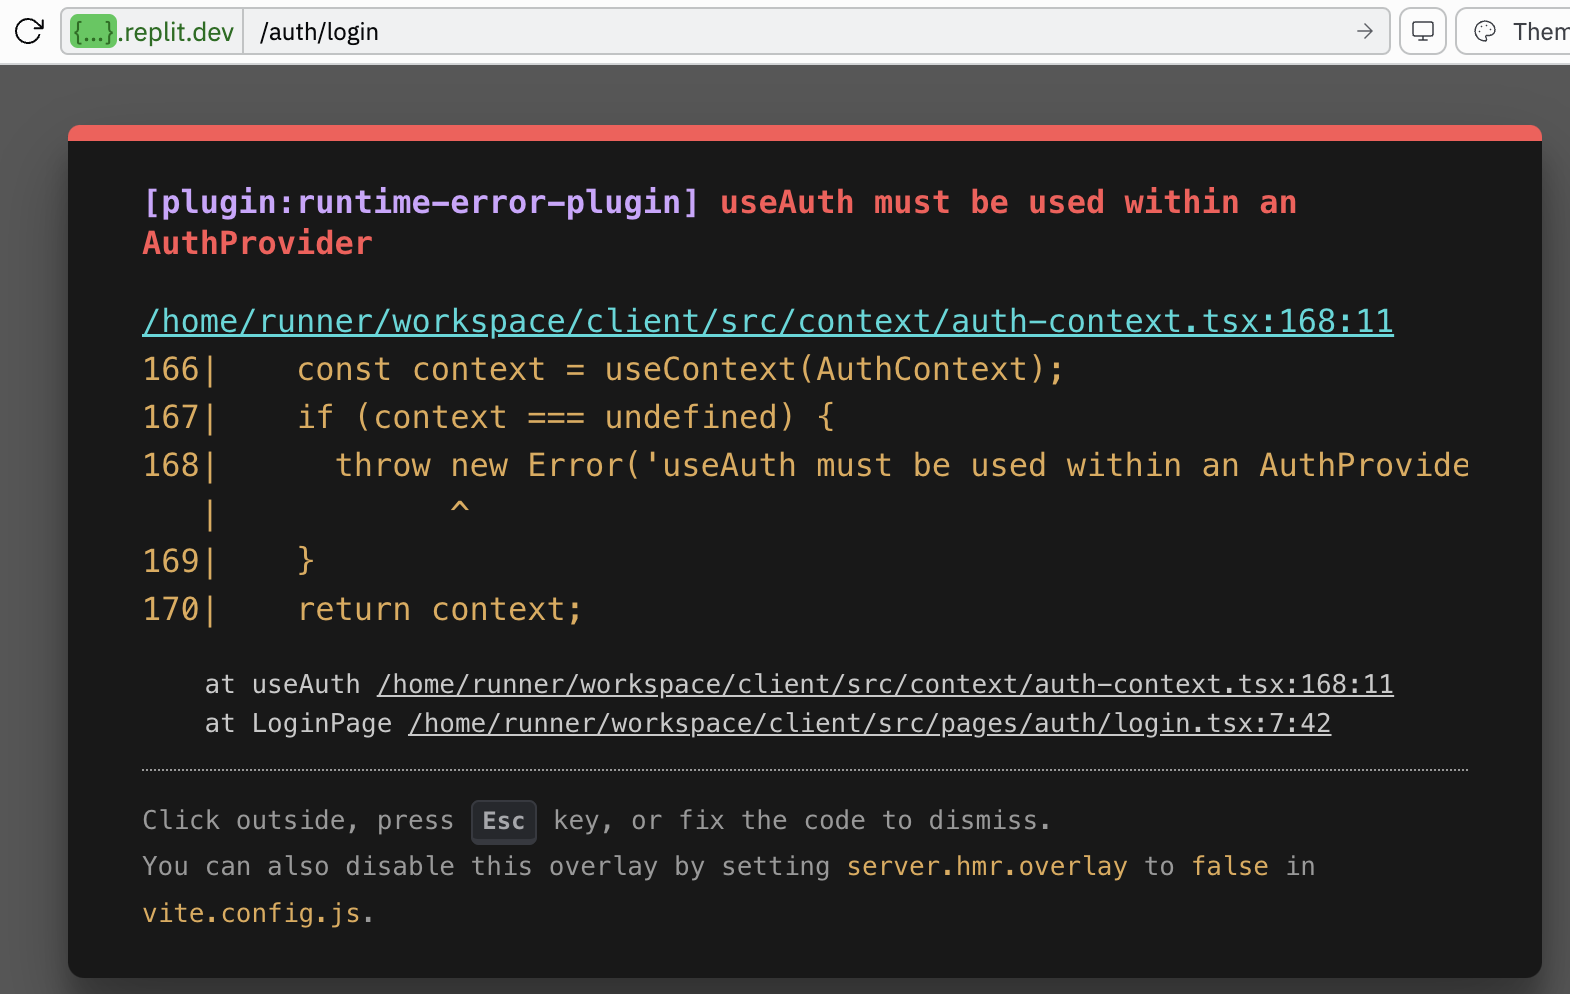 {...}.replit.dev /auth/login → Them
[plugin:runtime-error-plugin] useAuth must be used within an
AuthProvider
/home/runner/workspace/client/src/context/auth-context.tsx:168:11
166|    const context = useContext(AuthContext);
167|    if (context === undefined) {
168|      throw new Error('useAuth must be used within an AuthProvide
   |            ^
169|    }
170|    return context;
    at useAuth /home/runner/workspace/client/src/context/auth-context.tsx:168:11
    at LoginPage /home/runner/workspace/client/src/pages/auth/login.tsx:7:42
Click outside, press Esc key, or fix the code to dismiss.
You can also disable this overlay by setting server.hmr.overlay to false in
vite.config.js.